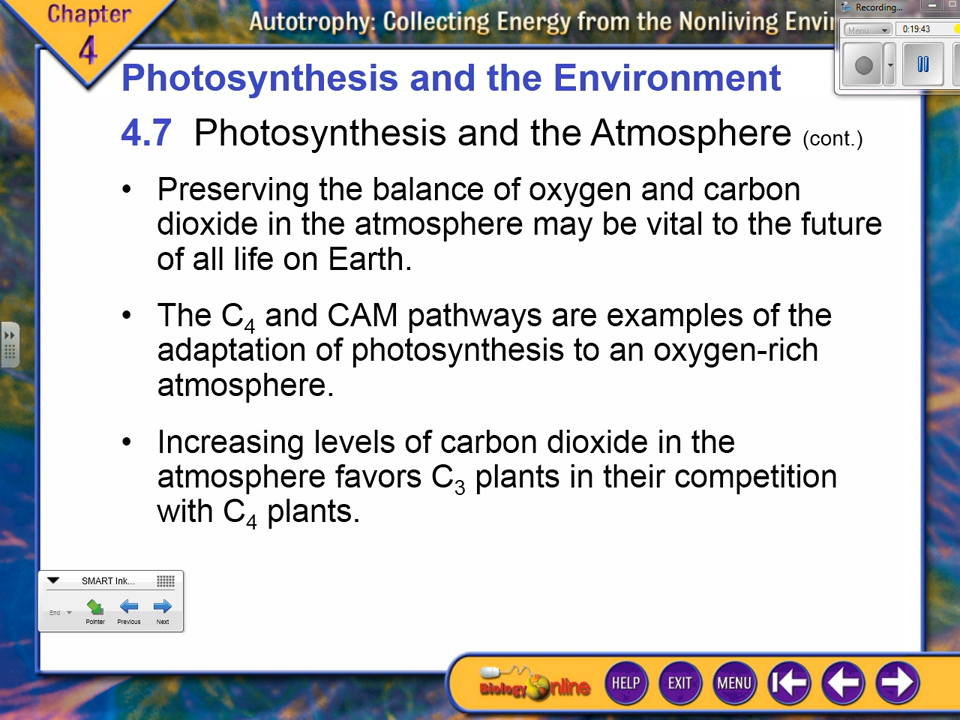 Chapter
4
Autotrophy: Collecting Energy from the Nonliving Envi
Recording...
Menu
0:19:43
Photosynthesis and the Environment
4.7 Photosynthesis and the Atmosphere (cont.)
• Preserving the balance of oxygen and carbon
dioxide in the atmosphere may be vital to the future
of all life on Earth.
• The C4 and CAM pathways are examples of the
adaptation of photosynthesis to an oxygen-rich
atmosphere.
• Increasing levels of carbon dioxide in the
atmosphere favors C3 plants in their competition
with C4 plants.
SMART Ink...
End
Pointer Previous Next
Biology Online
HELP EXIT MENU